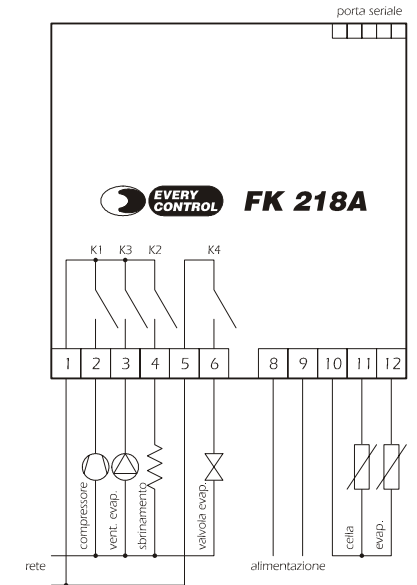 porta seriale
EVERY
CONTROL
FK 218A
K1 K3 K2 K4
1 2 3 4 5 6 8 9 10 11 12
compressore
vent. evap.
sbrinamento
valvola evap.
cella
evap.
rete
alimentazione